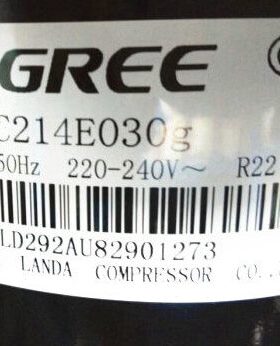 GREE
C214E030g
50Hz 220-240V～ R22
LD292AU82901273
LANDA COMPRESSOR CO.,